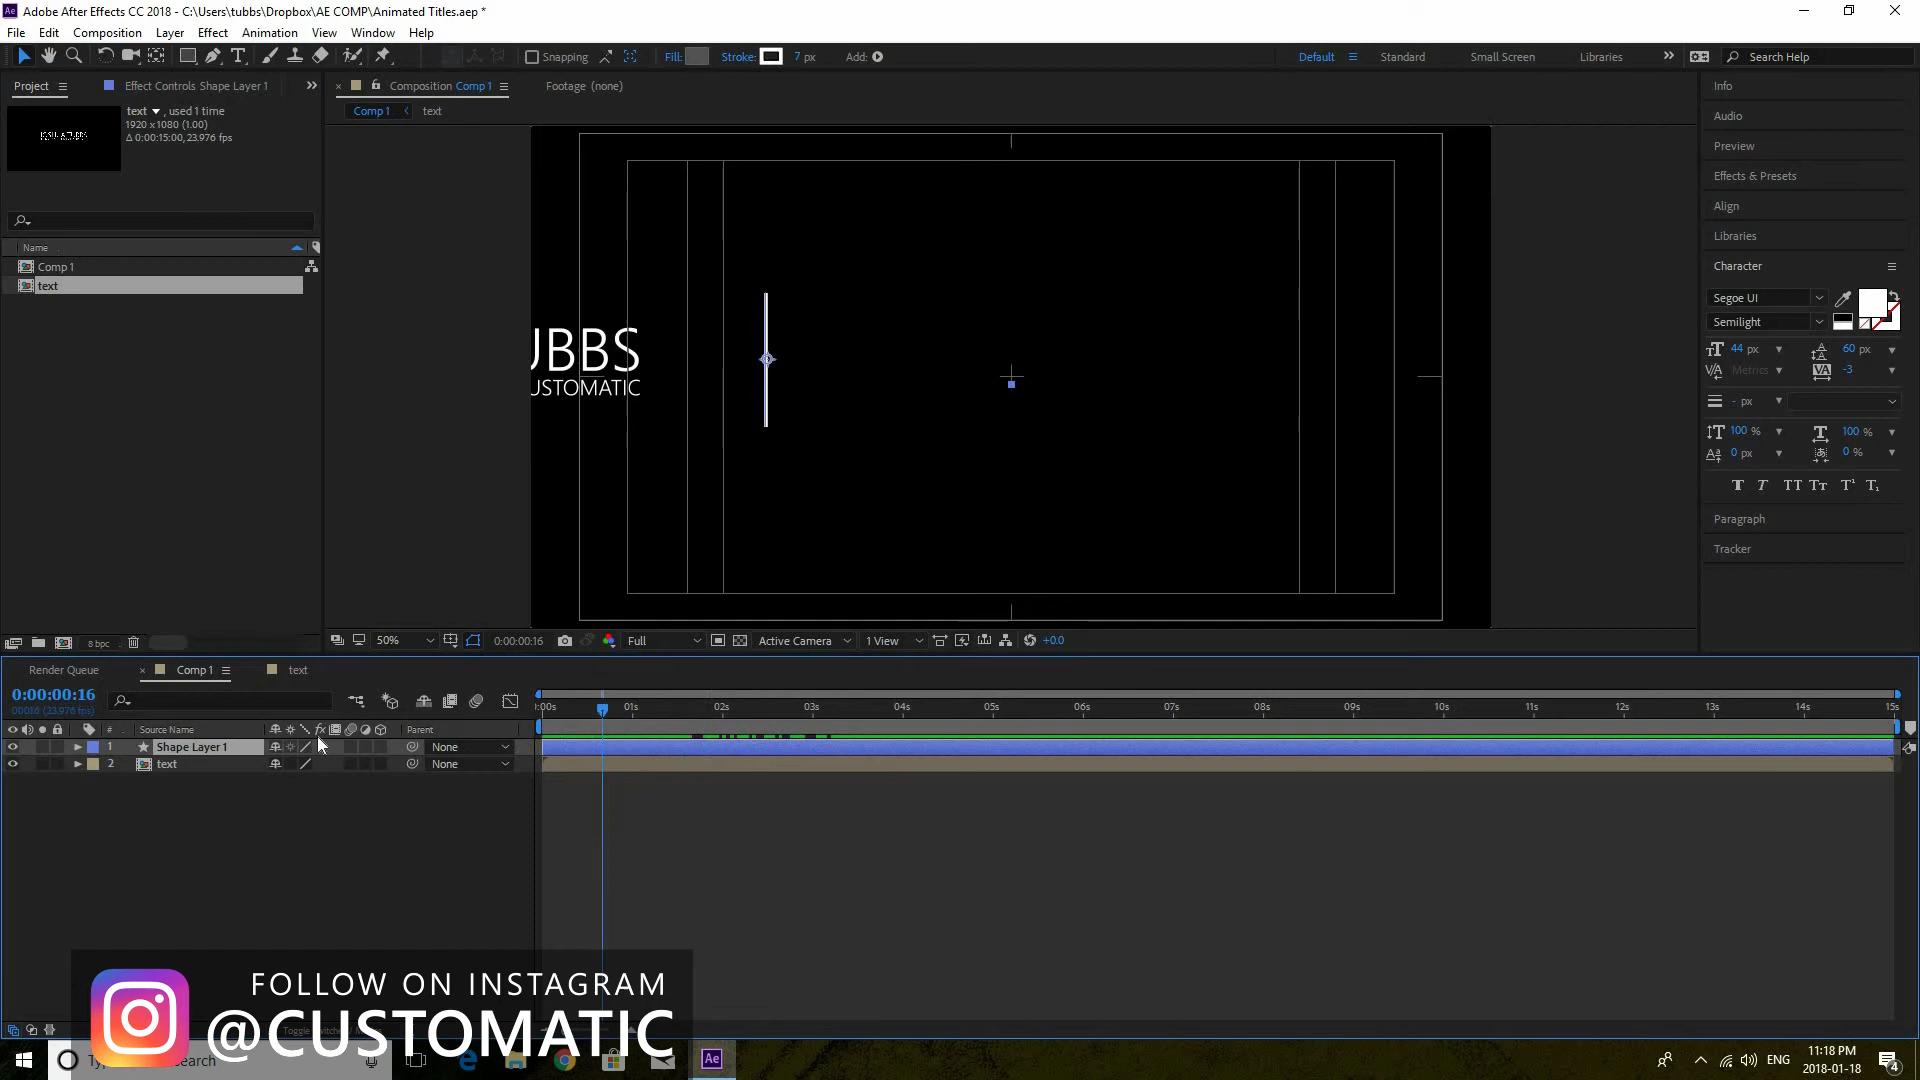 Adobe After Effects CC 2018 - C:\Users\tubbs\Dropbox\AE COMP\Animated Titles.aep *
File Edit Composition Layer Effect Animation View Window Help
Snapping Fill: Stroke: 7 px Add: Default Standard Small Screen Libraries Search Help
Project Effect Controls Shape Layer 1
Composition Comp 1 Footage (none)
Comp 1 text
text, used 1 time
1920 x 1080 (1.00)
Δ 0:00:15:00, 23.976 fps
Name
Comp 1
text
UBBS
CUSTOMATIC
8 bpc
50% 0:00:00:16 Full Active Camera 1 View +0.0
Info
Audio
Preview
Effects & Presets
Align
Libraries
Character
Segoe UI
Semilight
44 px 60 px
Metrics -3
- px
100 % 100 %
0 px 0 %
Paragraph
Tracker
Render Queue Comp 1 text
0:00:00:16
00016 (23.976 fps)
:00s 01s 02s 03s 04s 05s 06s 07s 08s 09s 10s 11s 12s 13s 14s 15s
# Source Name Parent
1 Shape Layer 1 None
2 text None
FOLLOW ON INSTAGRAM
@CUSTOMATIC
ENG
11:18 PM
2018-01-18
4